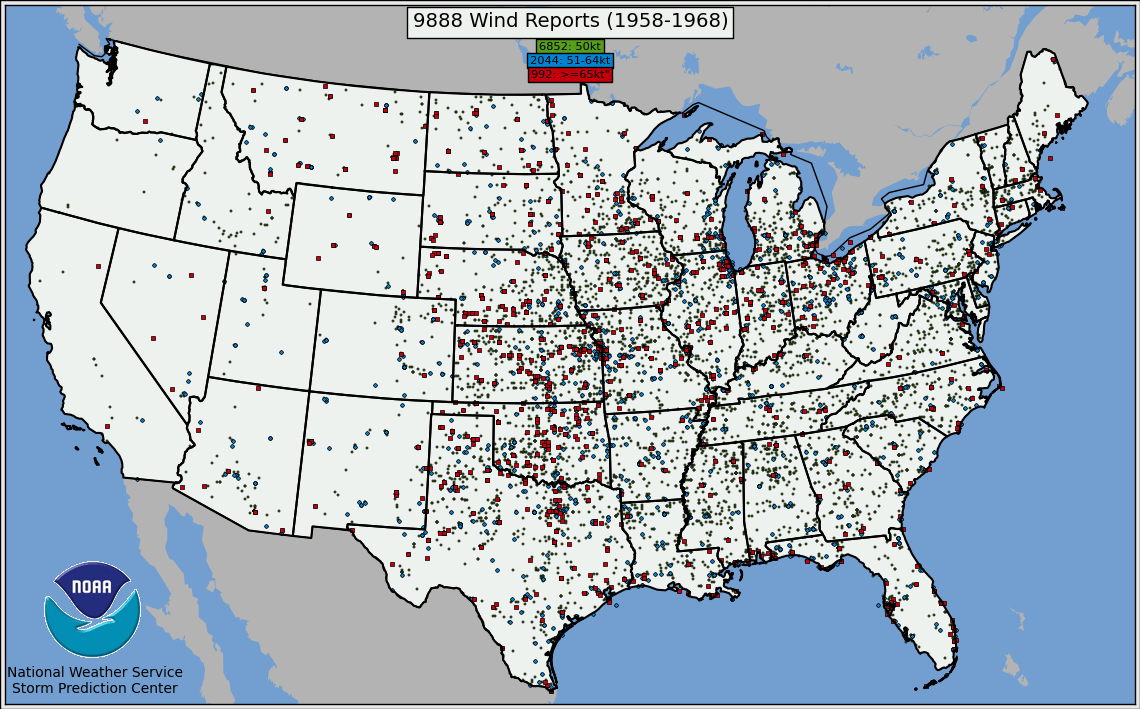 9888 Wind Reports (1958-1968)
6852: 50kt
2044: 51-64kt
992: >=65kt"
NOAA
National Weather Service
Storm Prediction Center